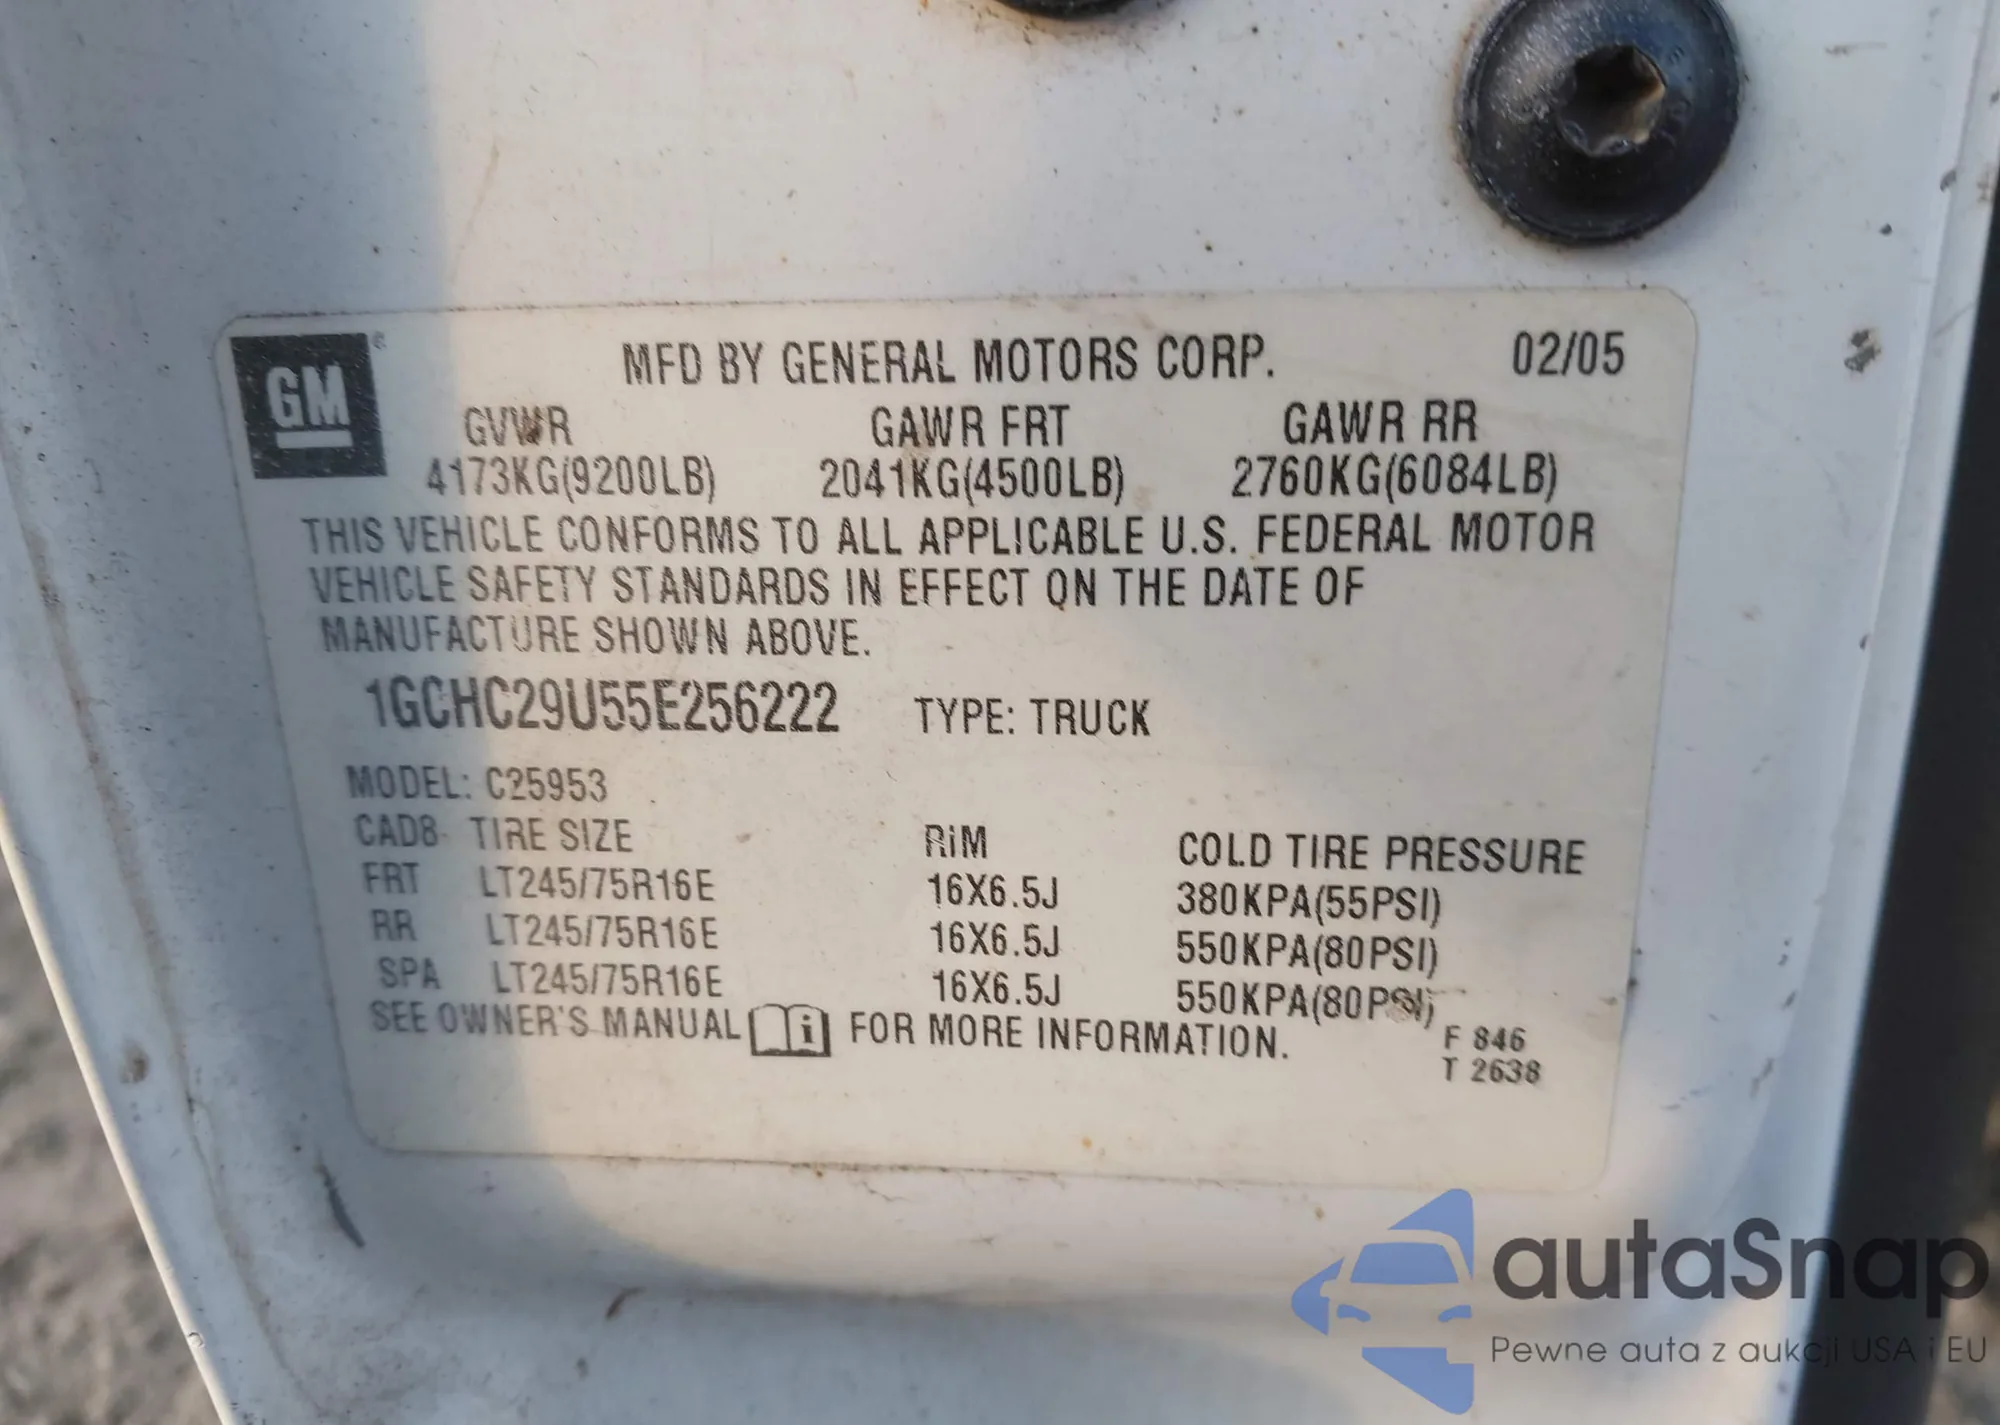 GM
MFD BY GENERAL MOTORS CORP. 02/05
GVWR GAWR FRT GAWR RR
4173KG(9200LB) 2041KG(4500LB) 2760KG(6084LB)
THIS VEHICLE CONFORMS TO ALL APPLICABLE U.S. FEDERAL MOTOR
VEHICLE SAFETY STANDARDS IN EFFECT ON THE DATE OF
MANUFACTURE SHOWN ABOVE.
1GCHC29U55E256222 TYPE: TRUCK
MODEL: C25953
CAD8 TIRE SIZE RIM COLD TIRE PRESSURE
FRT LT245/75R16E 16X6.5J 380KPA(55PSI)
RR LT245/75R16E 16X6.5J 550KPA(80PSI)
SPA LT245/75R16E 16X6.5J 550KPA(80PSI)
SEE OWNER'S MANUAL i FOR MORE INFORMATION.
F 846
T 2638
autaSnap
Pewne auta z aukcji USA i EU